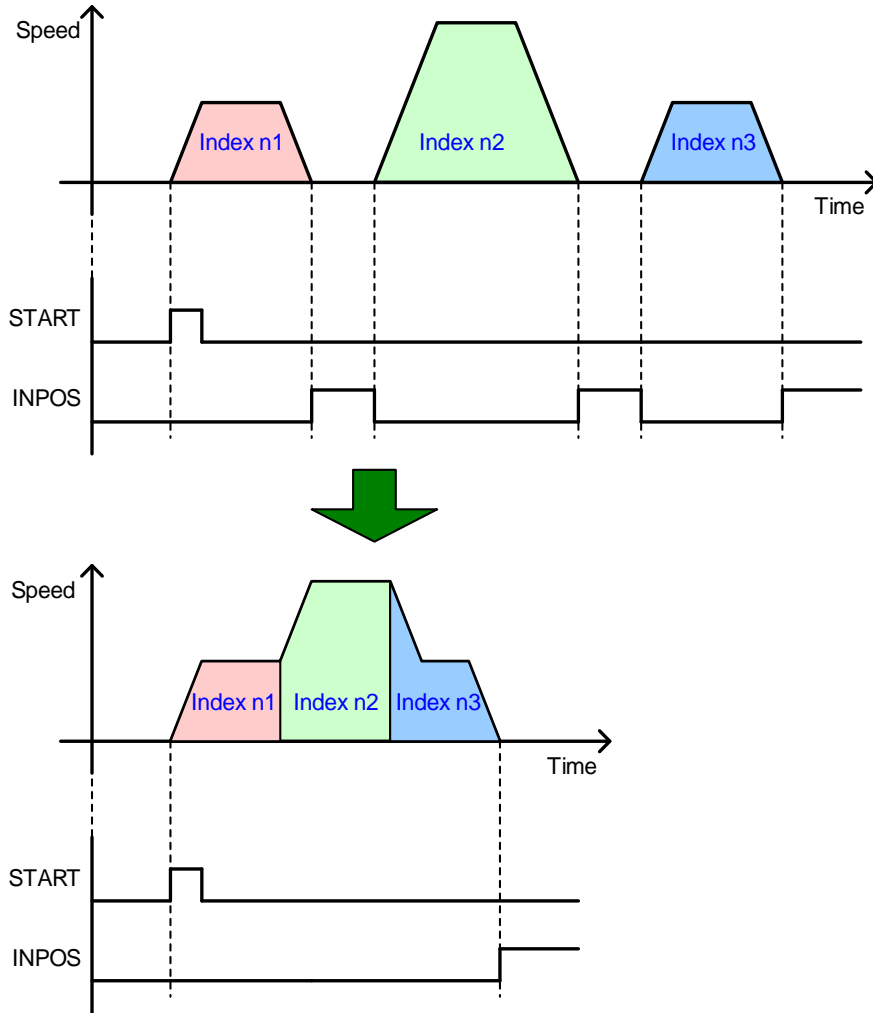 Speed
Index n1
Index n2
Index n3
Time
START
INPOS
Speed
Index n1
Index n2
Index n3
Time
START
INPOS